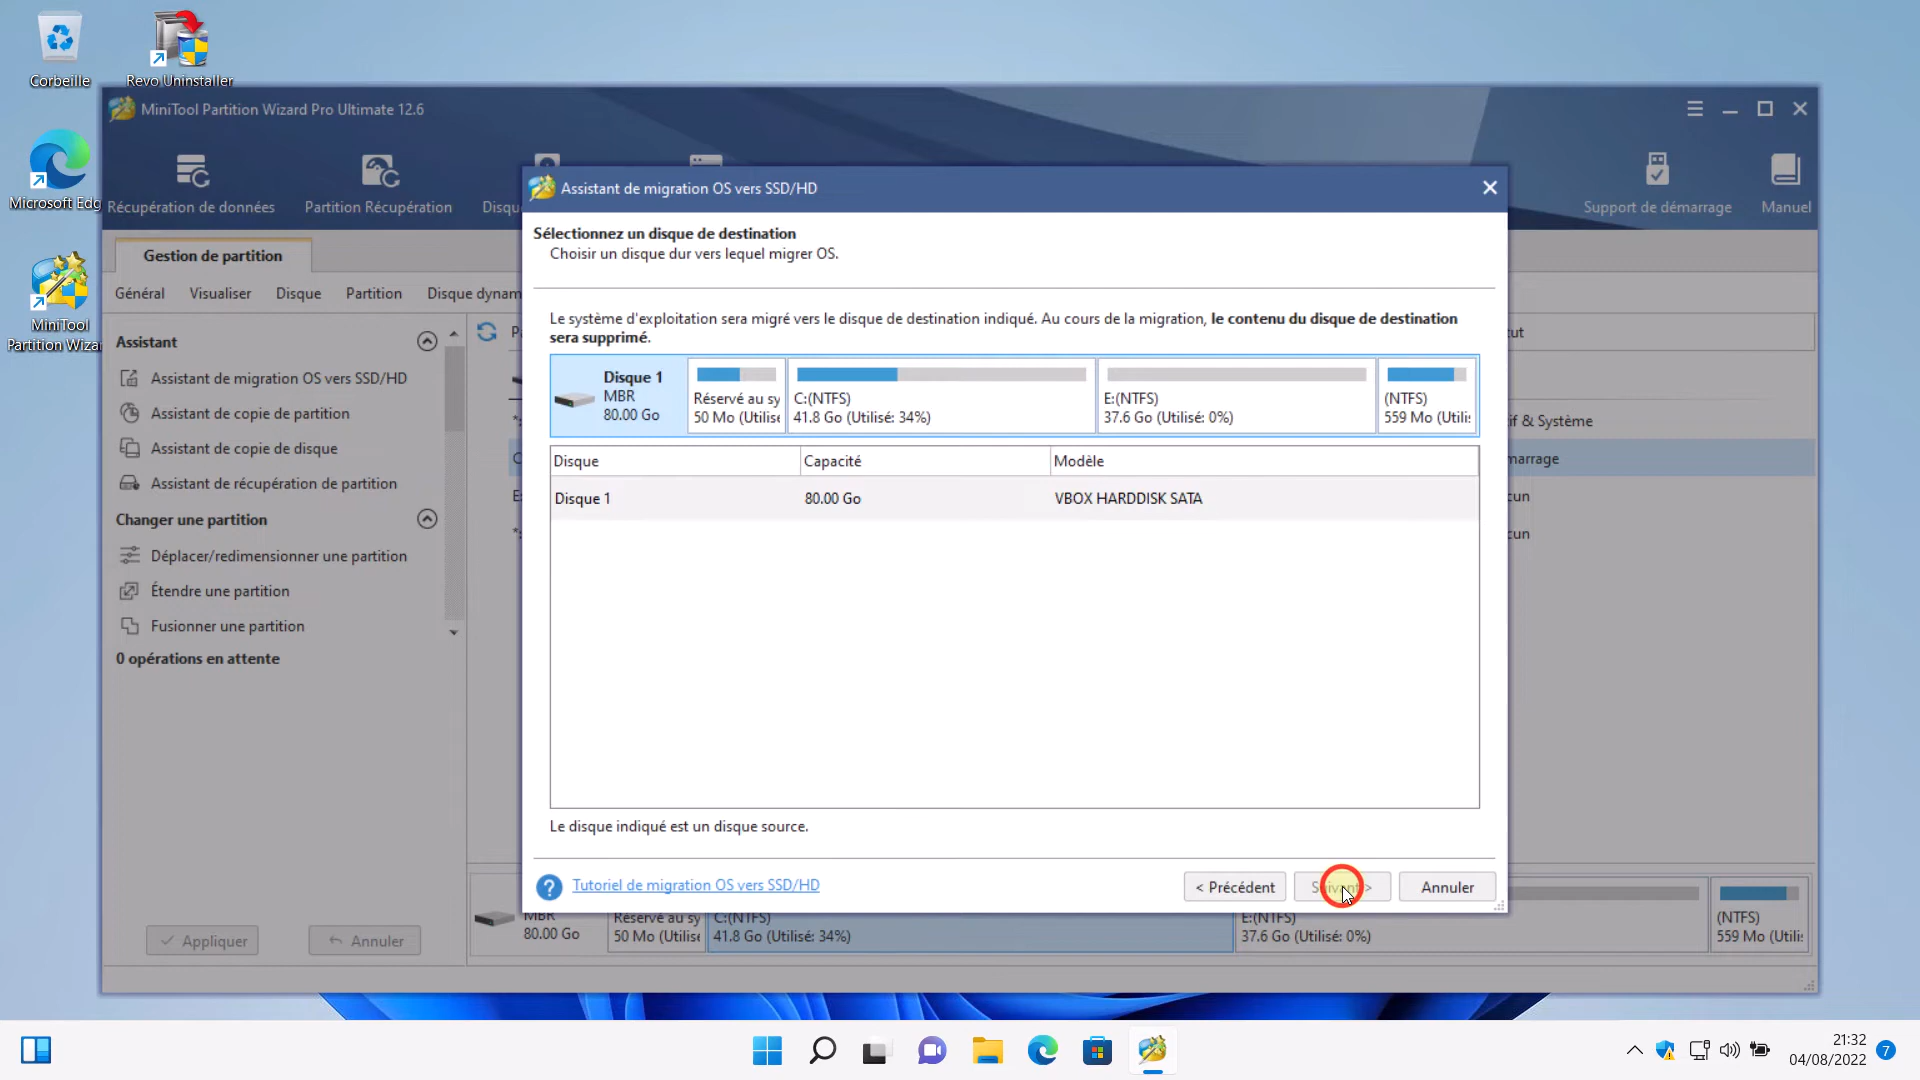 Corbeille
Revo Uninstaller
Microsoft Edg
MiniTool
Partition Wiza
MiniTool Partition Wizard Pro Ultimate 12.6
Récupération de données
Partition Récupération
Disqu
Support de démarrage
Manuel
Gestion de partition
Général
Visualiser
Disque
Partition
Disque dynam
Assistant
Assistant de migration OS vers SSD/HD
Assistant de copie de partition
Assistant de copie de disque
Assistant de récupération de partition
Changer une partition
Déplacer/redimensionner une partition
Étendre une partition
Fusionner une partition
0 opérations en attente
Appliquer
Annuler
Assistant de migration OS vers SSD/HD
Sélectionnez un disque de destination
Choisir un disque dur vers lequel migrer OS.
Le système d'exploitation sera migré vers le disque de destination indiqué. Au cours de la migration, le contenu du disque de destination
sera supprimé.
Disque 1
MBR
80.00 Go
Réservé au sy
50 Mo (Utilise
C:(NTFS)
41.8 Go (Utilisé: 34%)
E:(NTFS)
37.6 Go (Utilisé: 0%)
(NTFS)
559 Mo (Utili:
Disque Capacité Modèle
Disque 1 80.00 Go VBOX HARDDISK SATA
Le disque indiqué est un disque source.
Tutoriel de migration OS vers SSD/HD
< Précédent
Suivant >
Annuler
tut
if & Système
marrage
cun
cun
MBR
80.00 Go
Réservé au sy
50 Mo (Utilise
C:(NTFS)
41.8 Go (Utilisé: 34%)
E:(NTFS)
37.6 Go (Utilisé: 0%)
(NTFS)
559 Mo (Utili:
21:32
04/08/2022
7